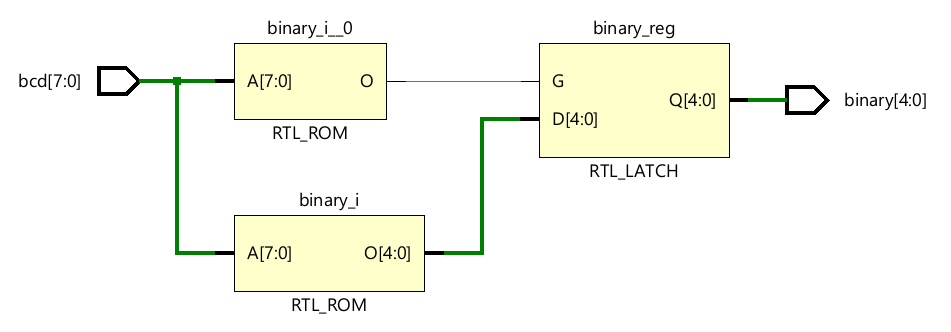 binary_i__0
binary_reg
bcd[7:0]
A[7:0]
O
G
Q[4:0]
binary[4:0]
D[4:0]
RTL_ROM
RTL_LATCH
binary_i
A[7:0]
O[4:0]
RTL_ROM